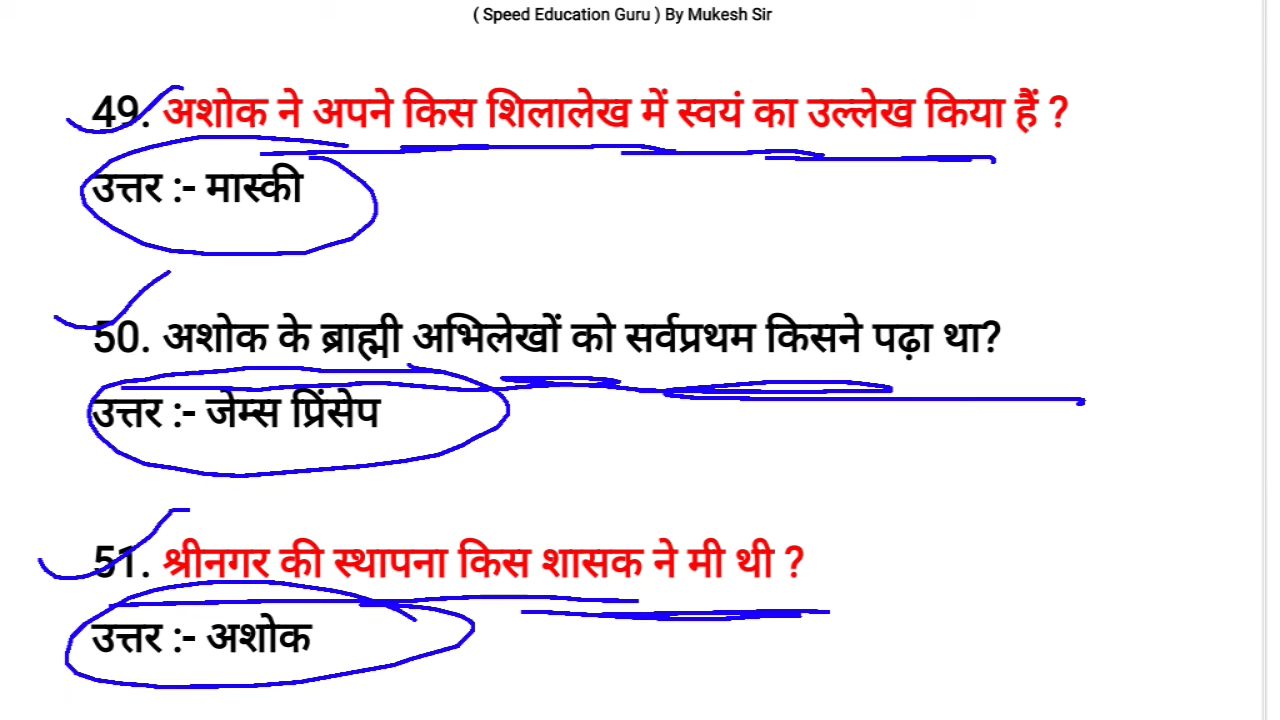 ( Speed Education Guru ) By Mukesh Sir
49. अशोक ने अपने किस शिलालेख में स्वयं का उल्लेख किया हैं ?
उत्तर :- मास्की
50. अशोक के ब्राह्मी अभिलेखों को सर्वप्रथम किसने पढ़ा था?
उत्तर :- जेम्स प्रिंसेप
51. श्रीनगर की स्थापना किस शासक ने मी थी ?
उत्तर :- अशोक